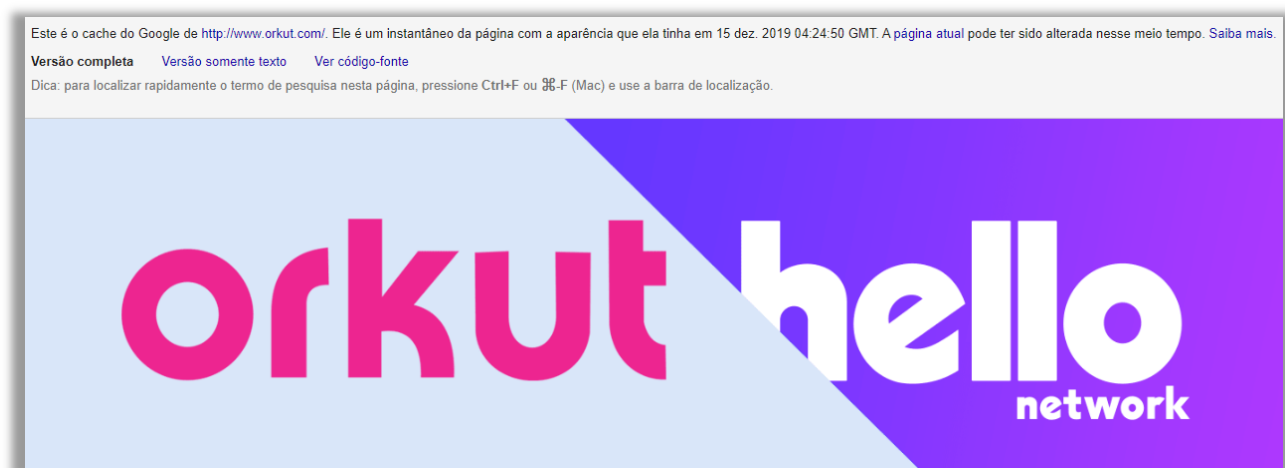 Este é o cache do Google de http://www.orkut.com/. Ele é um instantâneo da página com a aparência que ela tinha em 15 dez. 2019 04:24:50 GMT. A página atual pode ter sido alterada nesse meio tempo. Saiba mais.
Versão completa Versão somente texto Ver código-fonte
Dica: para localizar rapidamente o termo de pesquisa nesta página, pressione Ctrl+F ou ⌘-F (Mac) e use a barra de localização.
orkut hello
network